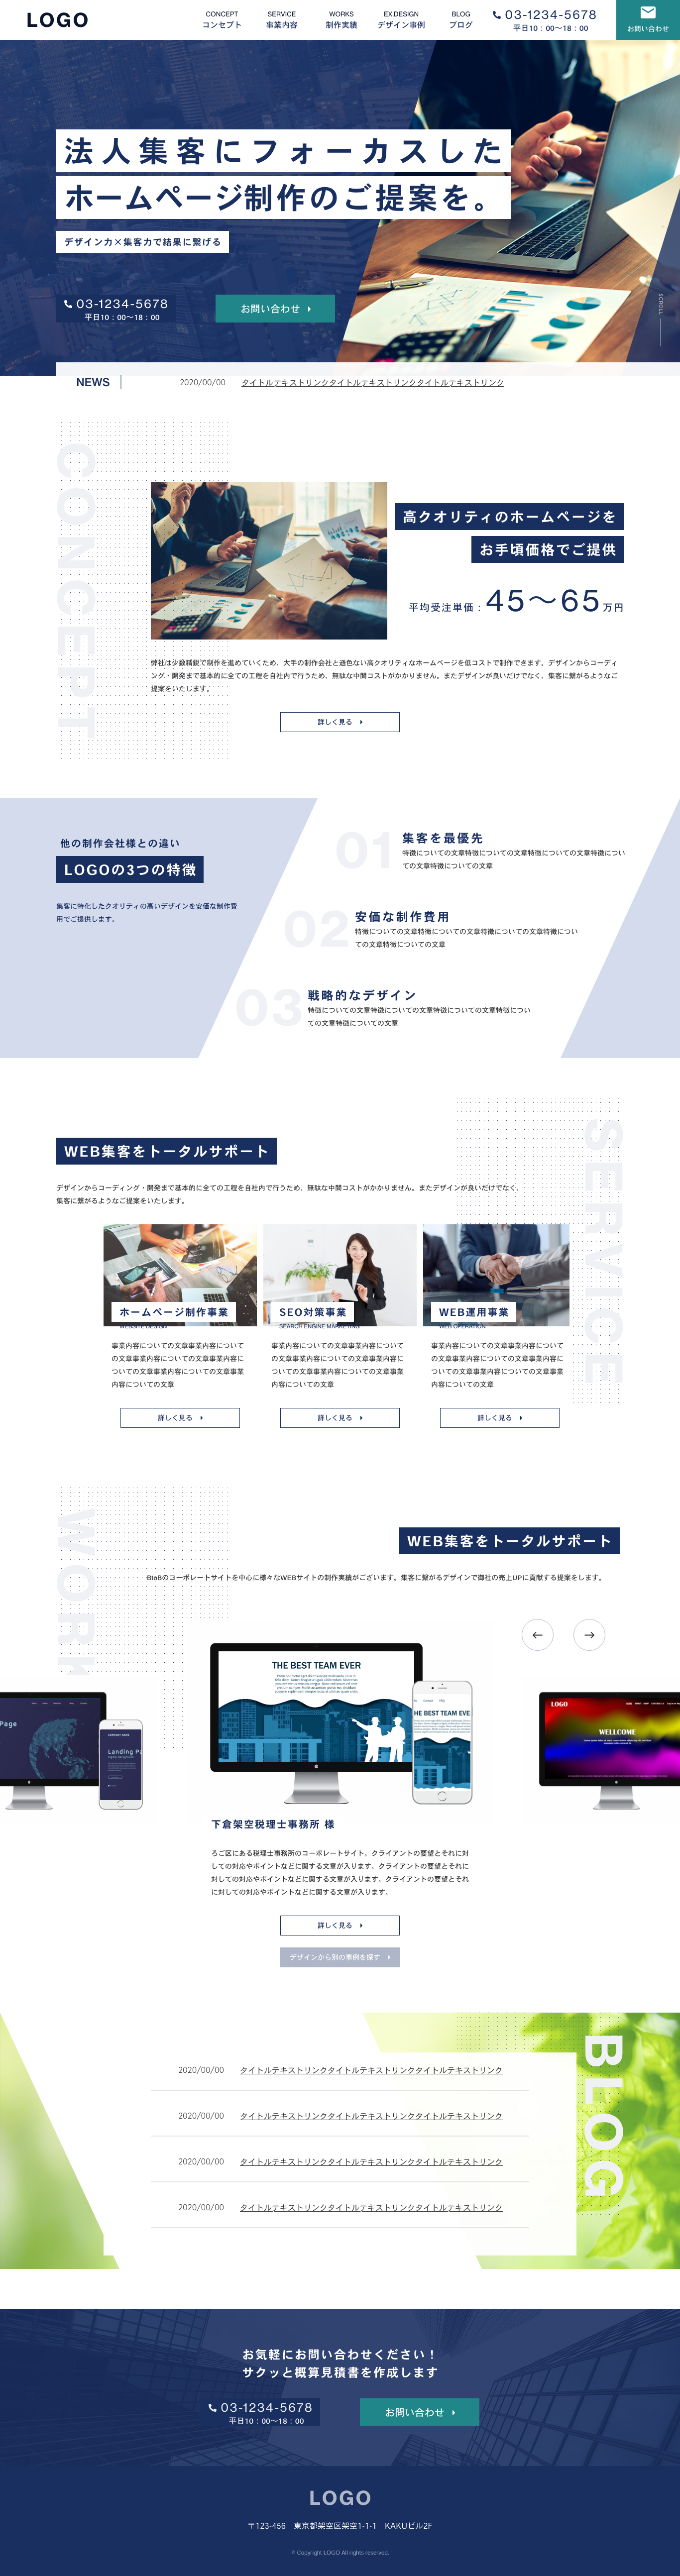 LOGO
CONCEPT
コンセプト
SERVICE
事業内容
WORKS
制作実績
EX.DESIGN
デザイン事例
BLOG
ブログ
03-1234-5678
平日10：00～18：00
お問い合わせ
法人集客にフォーカスした
ホームページ制作のご提案を。
デザイン力×集客力で結果に繋げる
03-1234-5678
平日10：00～18：00
お問い合わせ
SCROLL
NEWS
2020/00/00 タイトルテキストリンクタイトルテキストリンクタイトルテキストリンク
CONCEPT
高クオリティのホームページを
お手頃価格でご提供
平均受注単価：45～65万円
弊社は少数精鋭で制作を進めていくため、大手の制作会社と遜色ない高クオリティなホームページを低コストで制作できます。デザインからコーディ
ング・開発まで基本的に全ての工程を自社内で行うため、無駄な中間コストがかかりません。またデザインが良いだけでなく、集客に繋がるようなご
提案をいたします。
詳しく見る
他の制作会社様との違い
LOGOの3つの特徴
集客に特化したクオリティの高いデザインを安価な制作費
用でご提供します。
01
集客を最優先
特徴についての文章特徴についての文章特徴についての文章特徴につい
ての文章特徴についての文章
02
安価な制作費用
特徴についての文章特徴についての文章特徴についての文章特徴につい
ての文章特徴についての文章
03
戦略的なデザイン
特徴についての文章特徴についての文章特徴についての文章特徴につい
ての文章特徴についての文章
SERVICE
WEB集客をトータルサポート
デザインからコーディング・開発まで基本的に全ての工程を自社内で行うため、無駄な中間コストがかかりません。またデザインが良いだけでなく、
集客に繋がるようなご提案をいたします。
ホームページ制作事業
WEBSITE DESIGN
事業内容についての文章事業内容について
の文章事業内容についての文章事業内容に
ついての文章事業内容についての文章事業
内容についての文章
詳しく見る
SEO対策事業
SEARCH ENGINE MARKETING
事業内容についての文章事業内容について
の文章事業内容についての文章事業内容に
ついての文章事業内容についての文章事業
内容についての文章
詳しく見る
WEB運用事業
WEB OPERATION
事業内容についての文章事業内容について
の文章事業内容についての文章事業内容に
ついての文章事業内容についての文章事業
内容についての文章
詳しく見る
WORK
WEB集客をトータルサポート
BtoBのコーポレートサイトを中心に様々なWEBサイトの制作実績がございます。集客に繋がるデザインで御社の売上UPに貢献する提案をします。
Page
Landing Pa
THE BEST TEAM EVER
HE BEST TEAM EVE
LOGO
WELLCOME
下倉架空税理士事務所 様
ろご区にある税理士事務所のコーポレートサイト。クライアントの要望とそれに対
しての対応やポイントなどに関する文章が入ります。クライアントの要望とそれに
対しての対応やポイントなどに関する文章が入ります。クライアントの要望とそれ
に対しての対応やポイントなどに関する文章が入ります。
詳しく見る
デザインから別の事例を探す
BLOG
2020/00/00 タイトルテキストリンクタイトルテキストリンクタイトルテキストリンク
2020/00/00 タイトルテキストリンクタイトルテキストリンクタイトルテキストリンク
2020/00/00 タイトルテキストリンクタイトルテキストリンクタイトルテキストリンク
2020/00/00 タイトルテキストリンクタイトルテキストリンクタイトルテキストリンク
お気軽にお問い合わせください！
サクッと概算見積書を作成します
03-1234-5678
平日10：00～18：00
お問い合わせ
LOGO
〒123-456 東京都架空区架空1-1-1 KAKUビル2F
© Copyright LOGO All rights reserved.